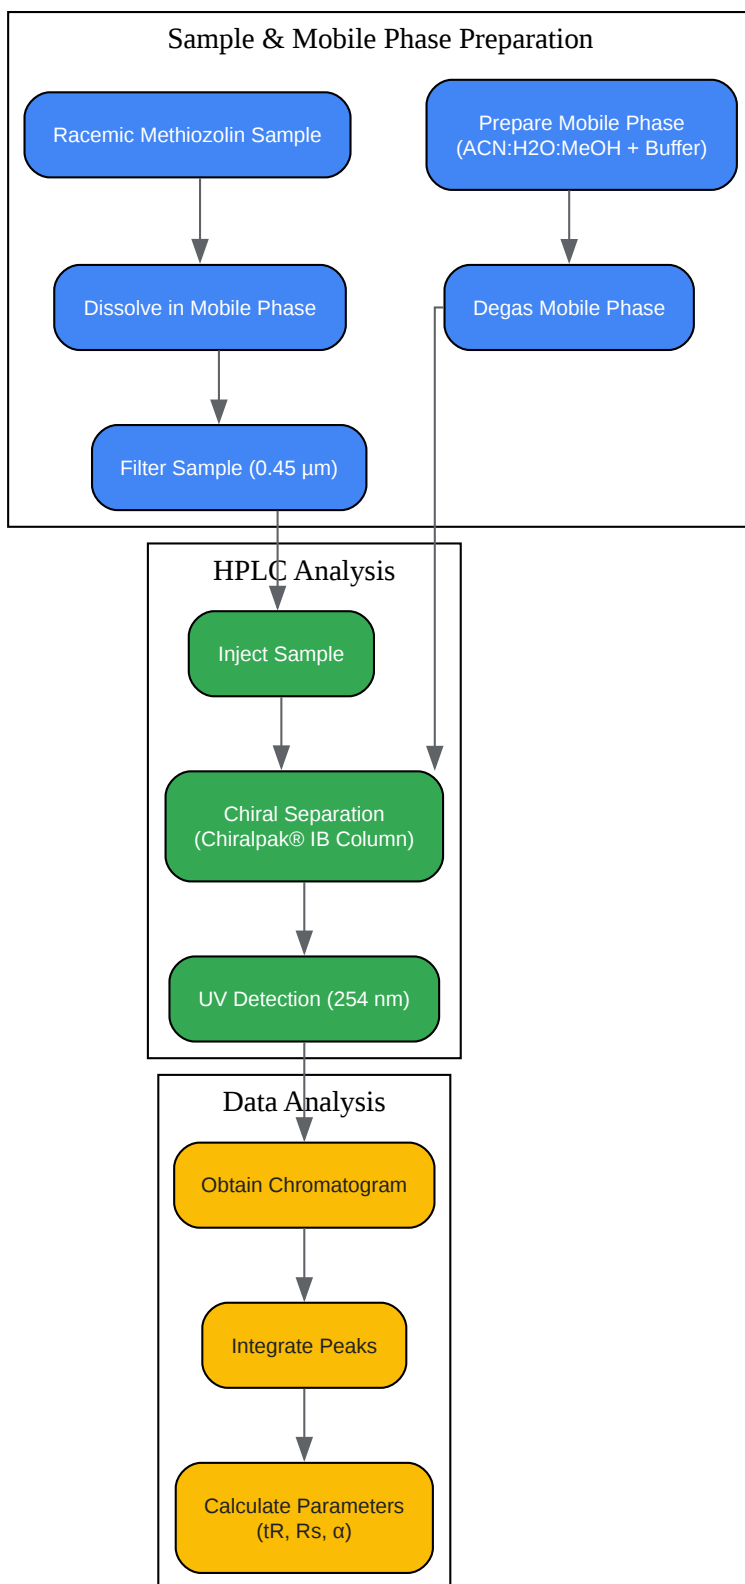 Sample & Mobile Phase Preparation
Racemic Methiozolin Sample
Prepare Mobile Phase
(ACN:H2O:MeOH + Buffer)
Dissolve in Mobile Phase
Degas Mobile Phase
Filter Sample (0.45 µm)
HPLC Analysis
Inject Sample
Chiral Separation
(Chiralpak® IB Column)
UV Detection (254 nm)
Data Analysis
Obtain Chromatogram
Integrate Peaks
Calculate Parameters
(tR, Rs, α)